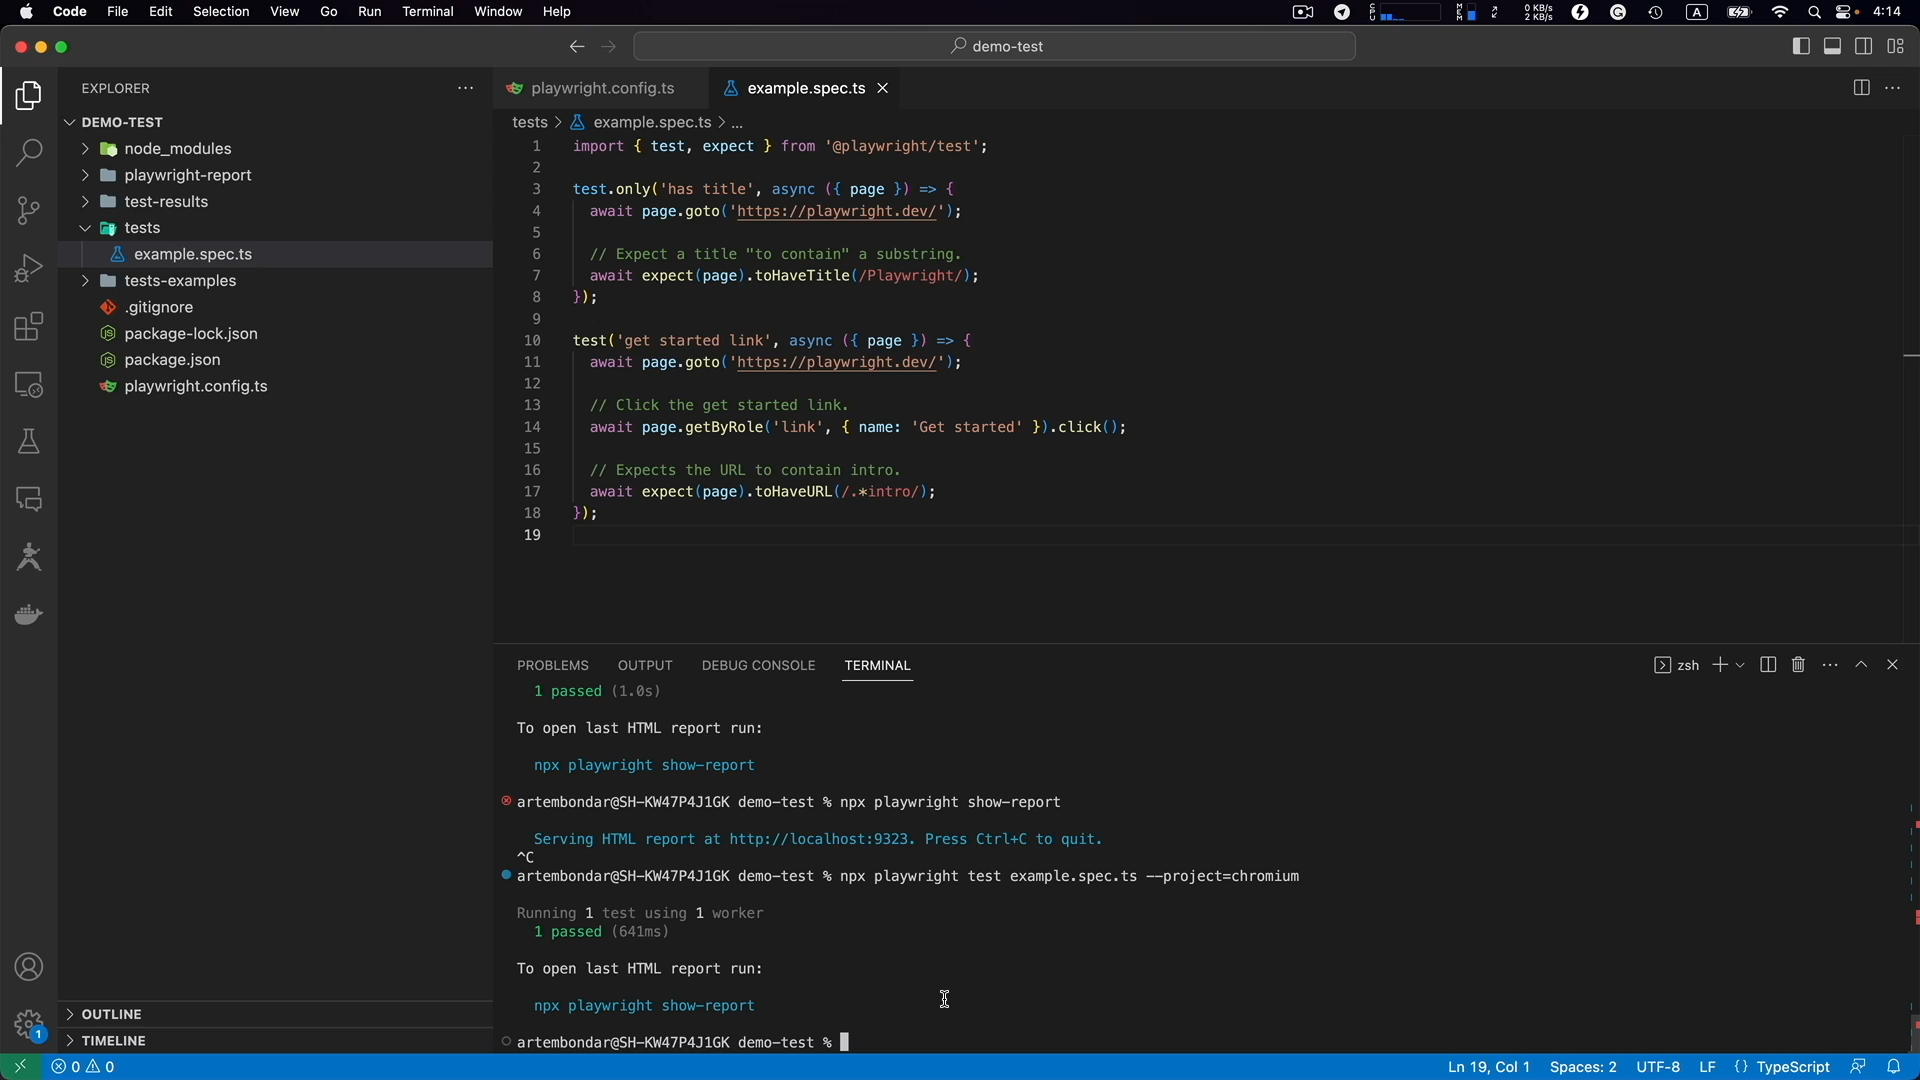 Code File Edit Selection View Go Run Terminal Window Help
CPU
MEM
0 KB/s
2 KB/s
A
4:14
demo-test
EXPLORER
playwright.config.ts
example.spec.ts
DEMO-TEST
node_modules
playwright-report
test-results
tests
example.spec.ts
tests-examples
.gitignore
package-lock.json
package.json
playwright.config.ts
OUTLINE
TIMELINE
tests > example.spec.ts > ...
1 import { test, expect } from '@playwright/test';
2
3 test.only('has title', async ({ page }) => {
4 await page.goto('https://playwright.dev/');
5
6 // Expect a title "to contain" a substring.
7 await expect(page).toHaveTitle(/Playwright/);
8 });
9
10 test('get started link', async ({ page }) => {
11 await page.goto('https://playwright.dev/');
12
13 // Click the get started link.
14 await page.getByRole('link', { name: 'Get started' }).click();
15
16 // Expects the URL to contain intro.
17 await expect(page).toHaveURL(/.*intro/);
18 });
19
PROBLEMS OUTPUT DEBUG CONSOLE TERMINAL
zsh
1 passed (1.0s)
To open last HTML report run:
npx playwright show-report
artembondar@SH-KW47P4J1GK demo-test % npx playwright show-report
Serving HTML report at http://localhost:9323. Press Ctrl+C to quit.
^C
artembondar@SH-KW47P4J1GK demo-test % npx playwright test example.spec.ts --project=chromium
Running 1 test using 1 worker
1 passed (641ms)
To open last HTML report run:
npx playwright show-report
artembondar@SH-KW47P4J1GK demo-test %
1
0 0
Ln 19, Col 1 Spaces: 2 UTF-8 LF {} TypeScript